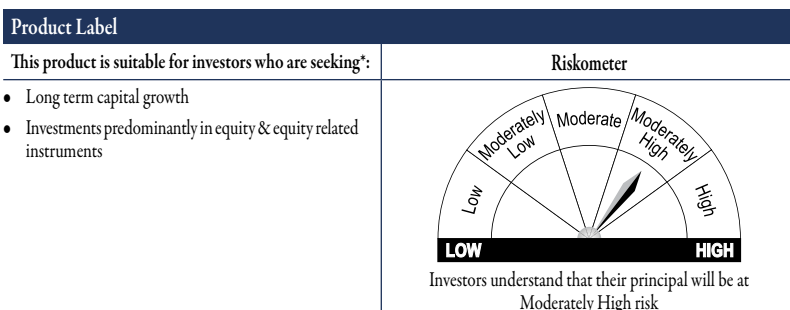 Product Label
This product is suitable for investors who are seeking*:
Riskometer
• Long term capital growth
• Investments predominantly in equity & equity related
instruments
Low
Moderately
Low
Moderate
Moderately
High
High
LOW
HIGH
Investors understand that their principal will be at
Moderately High risk